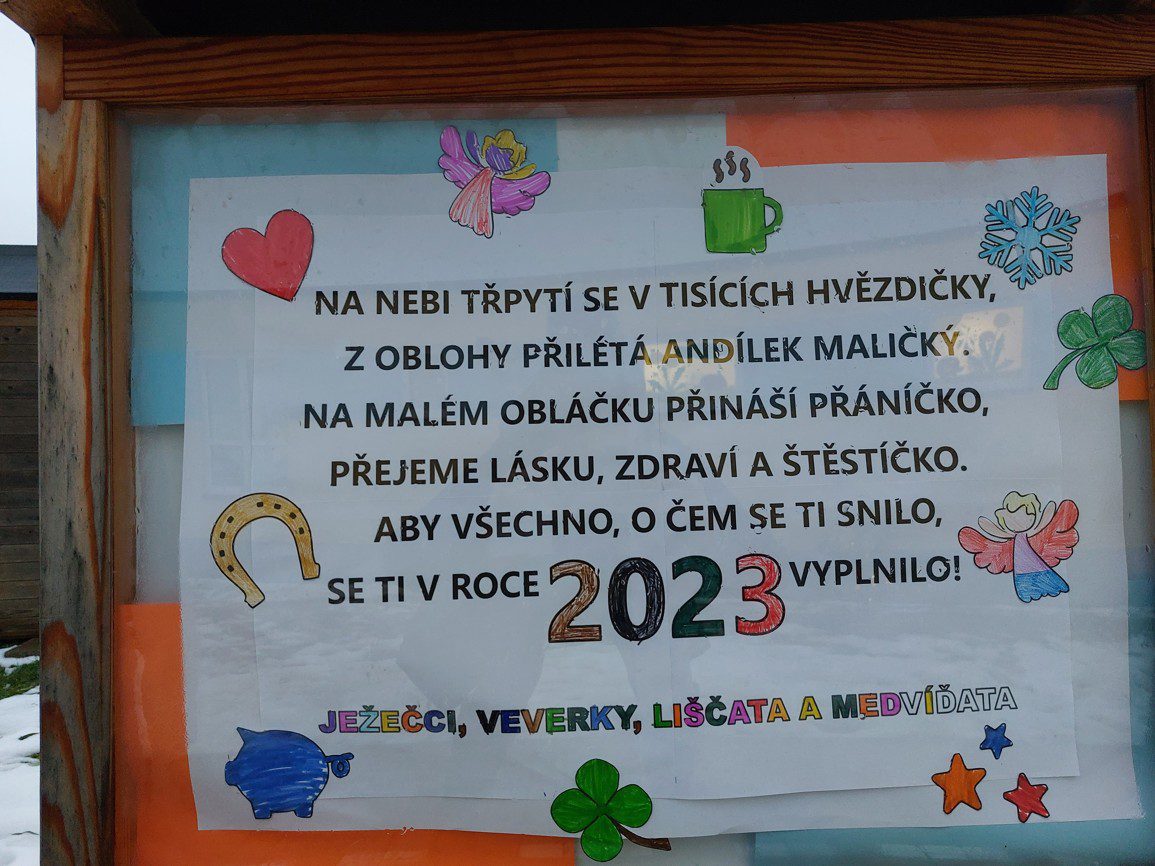 NA NEBI TŘPYTÍ SE V TISÍCÍCH HVĚZDIČKY,
Z OBLOHY PŘILÉTÁ ANDÍLEK MALIČKÝ.
NA MALÉM OBLÁČKU PŘINÁŠÍ PŘÁNÍČKO,
PŘEJEME LÁSKU, ZDRAVÍ A ŠTĚSTÍČKO.
ABY VŠECHNO, O ČEM SE TI SNILO,
SE TI V ROCE 2023 VYPLNILO!
JEŽEČCI, VEVERKY, LIŠČATA A MEDVÍĎATA